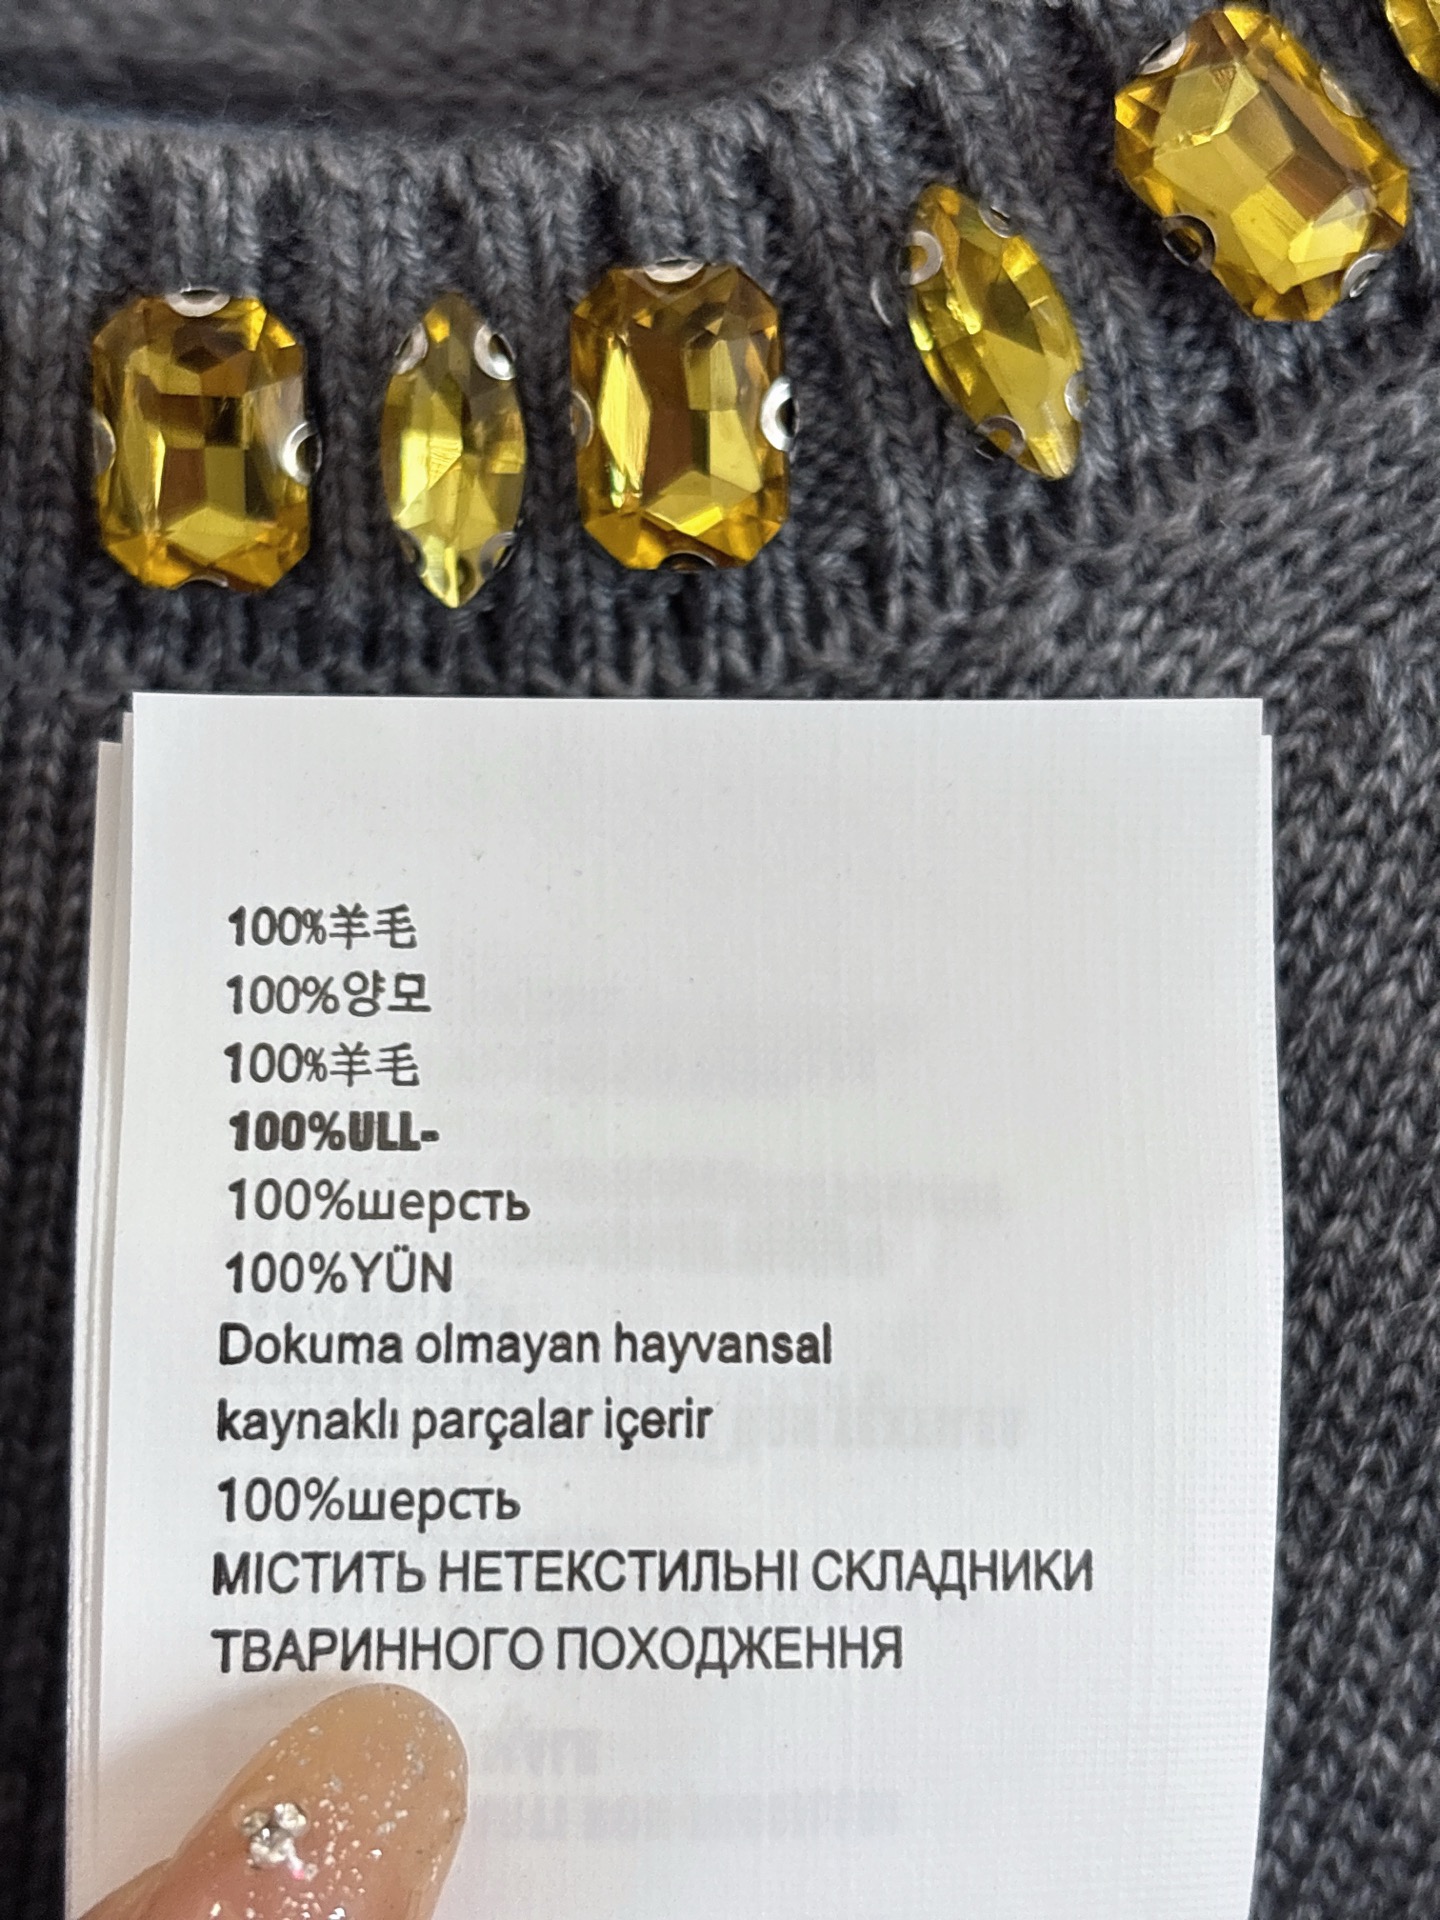 100%羊毛
100%양모
100%羊毛
100%ULL-
100%шерсть
100%YÜN
Dokuma olmayan hayvansal
kaynaklı parçalar içerir
100%шерсть
МІСТИТЬ НЕТЕКСТИЛЬНІ СКЛАДНИКИ
ТВАРИННОГО ПОХОДЖЕННЯ